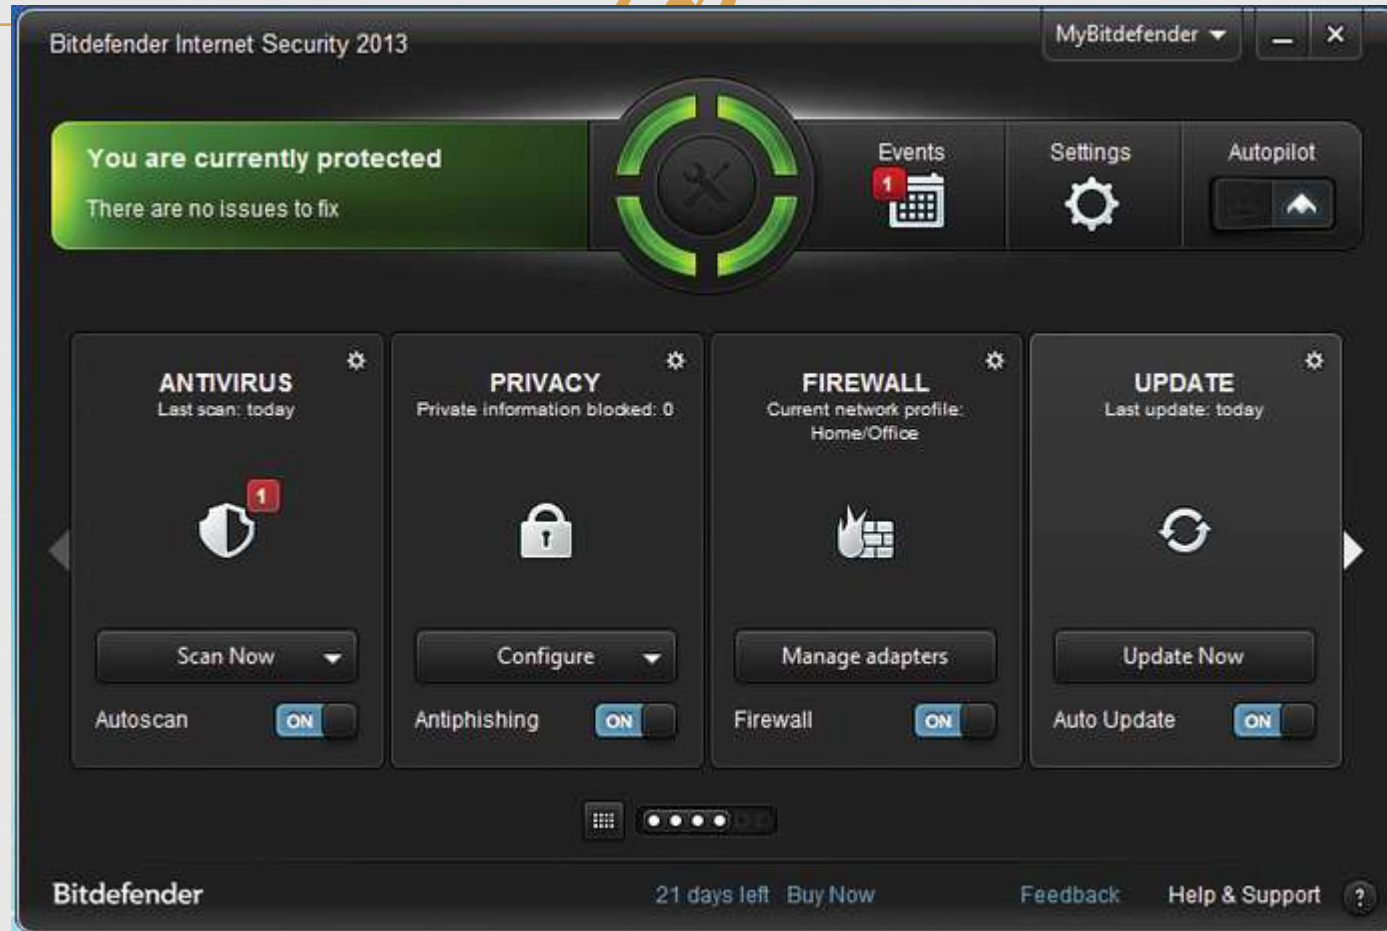 Bitdefender Internet Security 2013
MyBitdefender
You are currently protected
There are no issues to fix
Events
1
Settings
Autopilot
ANTIVIRUS
Last scan: today
1
Scan Now
Autoscan
ON
PRIVACY
Private information blocked: 0
Configure
Antiphishing
ON
FIREWALL
Current network profile:
Home/Office
Manage adapters
Firewall
ON
UPDATE
Last update: today
Update Now
Auto Update
ON
Bitdefender
21 days left Buy Now
Feedback
Help & Support ?